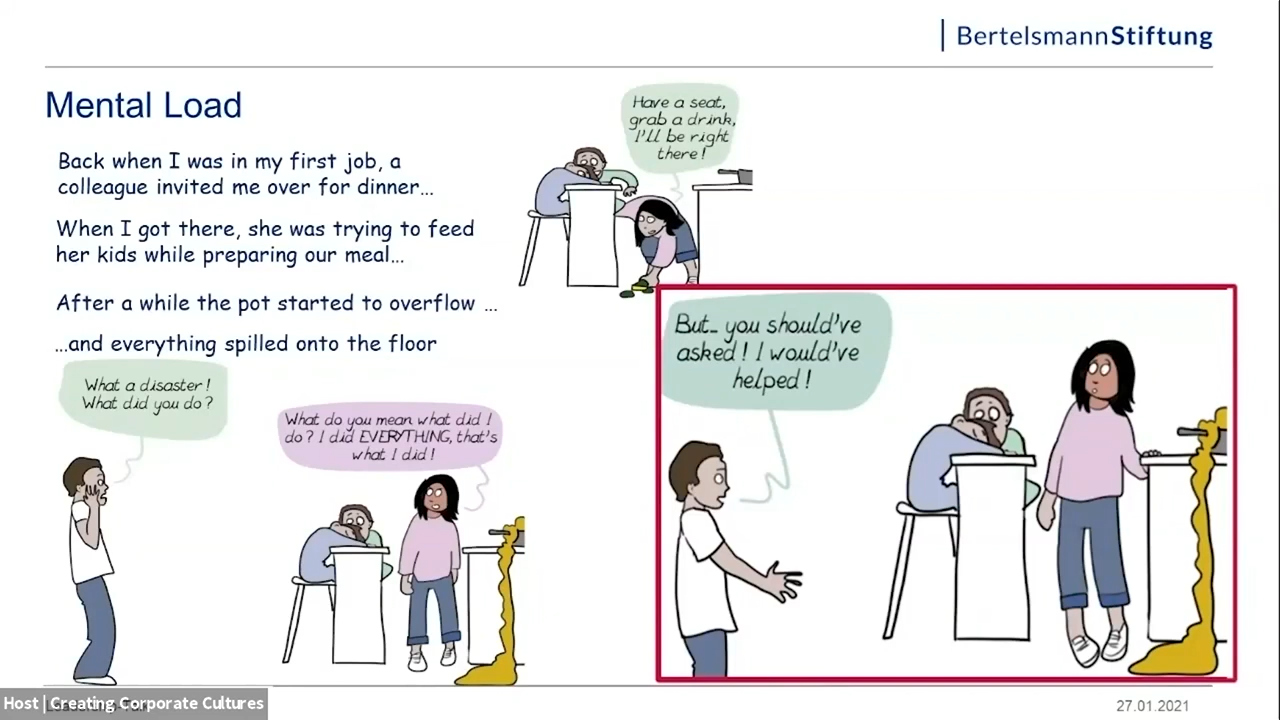 BertelsmannStiftung
Mental Load
Back when I was in my first job, a
colleague invited me over for dinner...
When I got there, she was trying to feed
her kids while preparing our meal...
After a while the pot started to overflow ...
...and everything spilled onto the floor
Have a seat,
grab a drink,
I'll be right
there!
What a disaster!
What did you do?
What do you mean what did I
do? I did EVERYTHING, that's
what I did!
But... you should've
asked! I would've
helped!
Host | Creating Corporate Cultures
27.01.2021